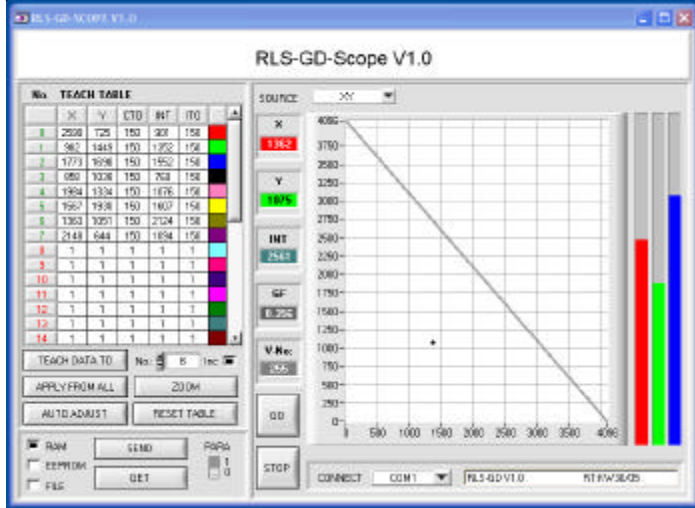 RLS-GD-SCOPE V1.0
RLS-GD-Scope V1.0
No. TEACH TABLE
X Y CTO INT ITO
0 2598 725 150 901 150
1 982 1449 150 1352 150
2 1773 1698 150 1552 150
3 1038 150 150
4 1984 1334 150 1876 150
5 1667 1938 150 1607 150
6 1363 1051 150 2124 150
7 2148 644 150 1894 150
8 1 1 1 1 1
9 1 1 1 1 1
10 1 1 1 1 1
11 1 1 1 1 1
12 1 1 1 1 1
13 1 1 1 1 1
14 1 1 1 1 1
TEACH DATA TO No.: 8 Inc
APPLY FROM ALL ZOOM
AUTO ADJUST RESET TABLE
RAM
EEPROM
FILE
SEND
GET
PARA
1
0
SOURCE XY
X
1362
Y
1075
INT
2561
GF
0.256
V-No:
255
GO
STOP
4096
3750
3500
3250
3000
2750
2500
2250
2000
1750
1500
1250
1000
750
500
250
0
500 1000 1500 2000 2500 3000 3500 4096
CONNECT COM1 RLS-GD V1.0